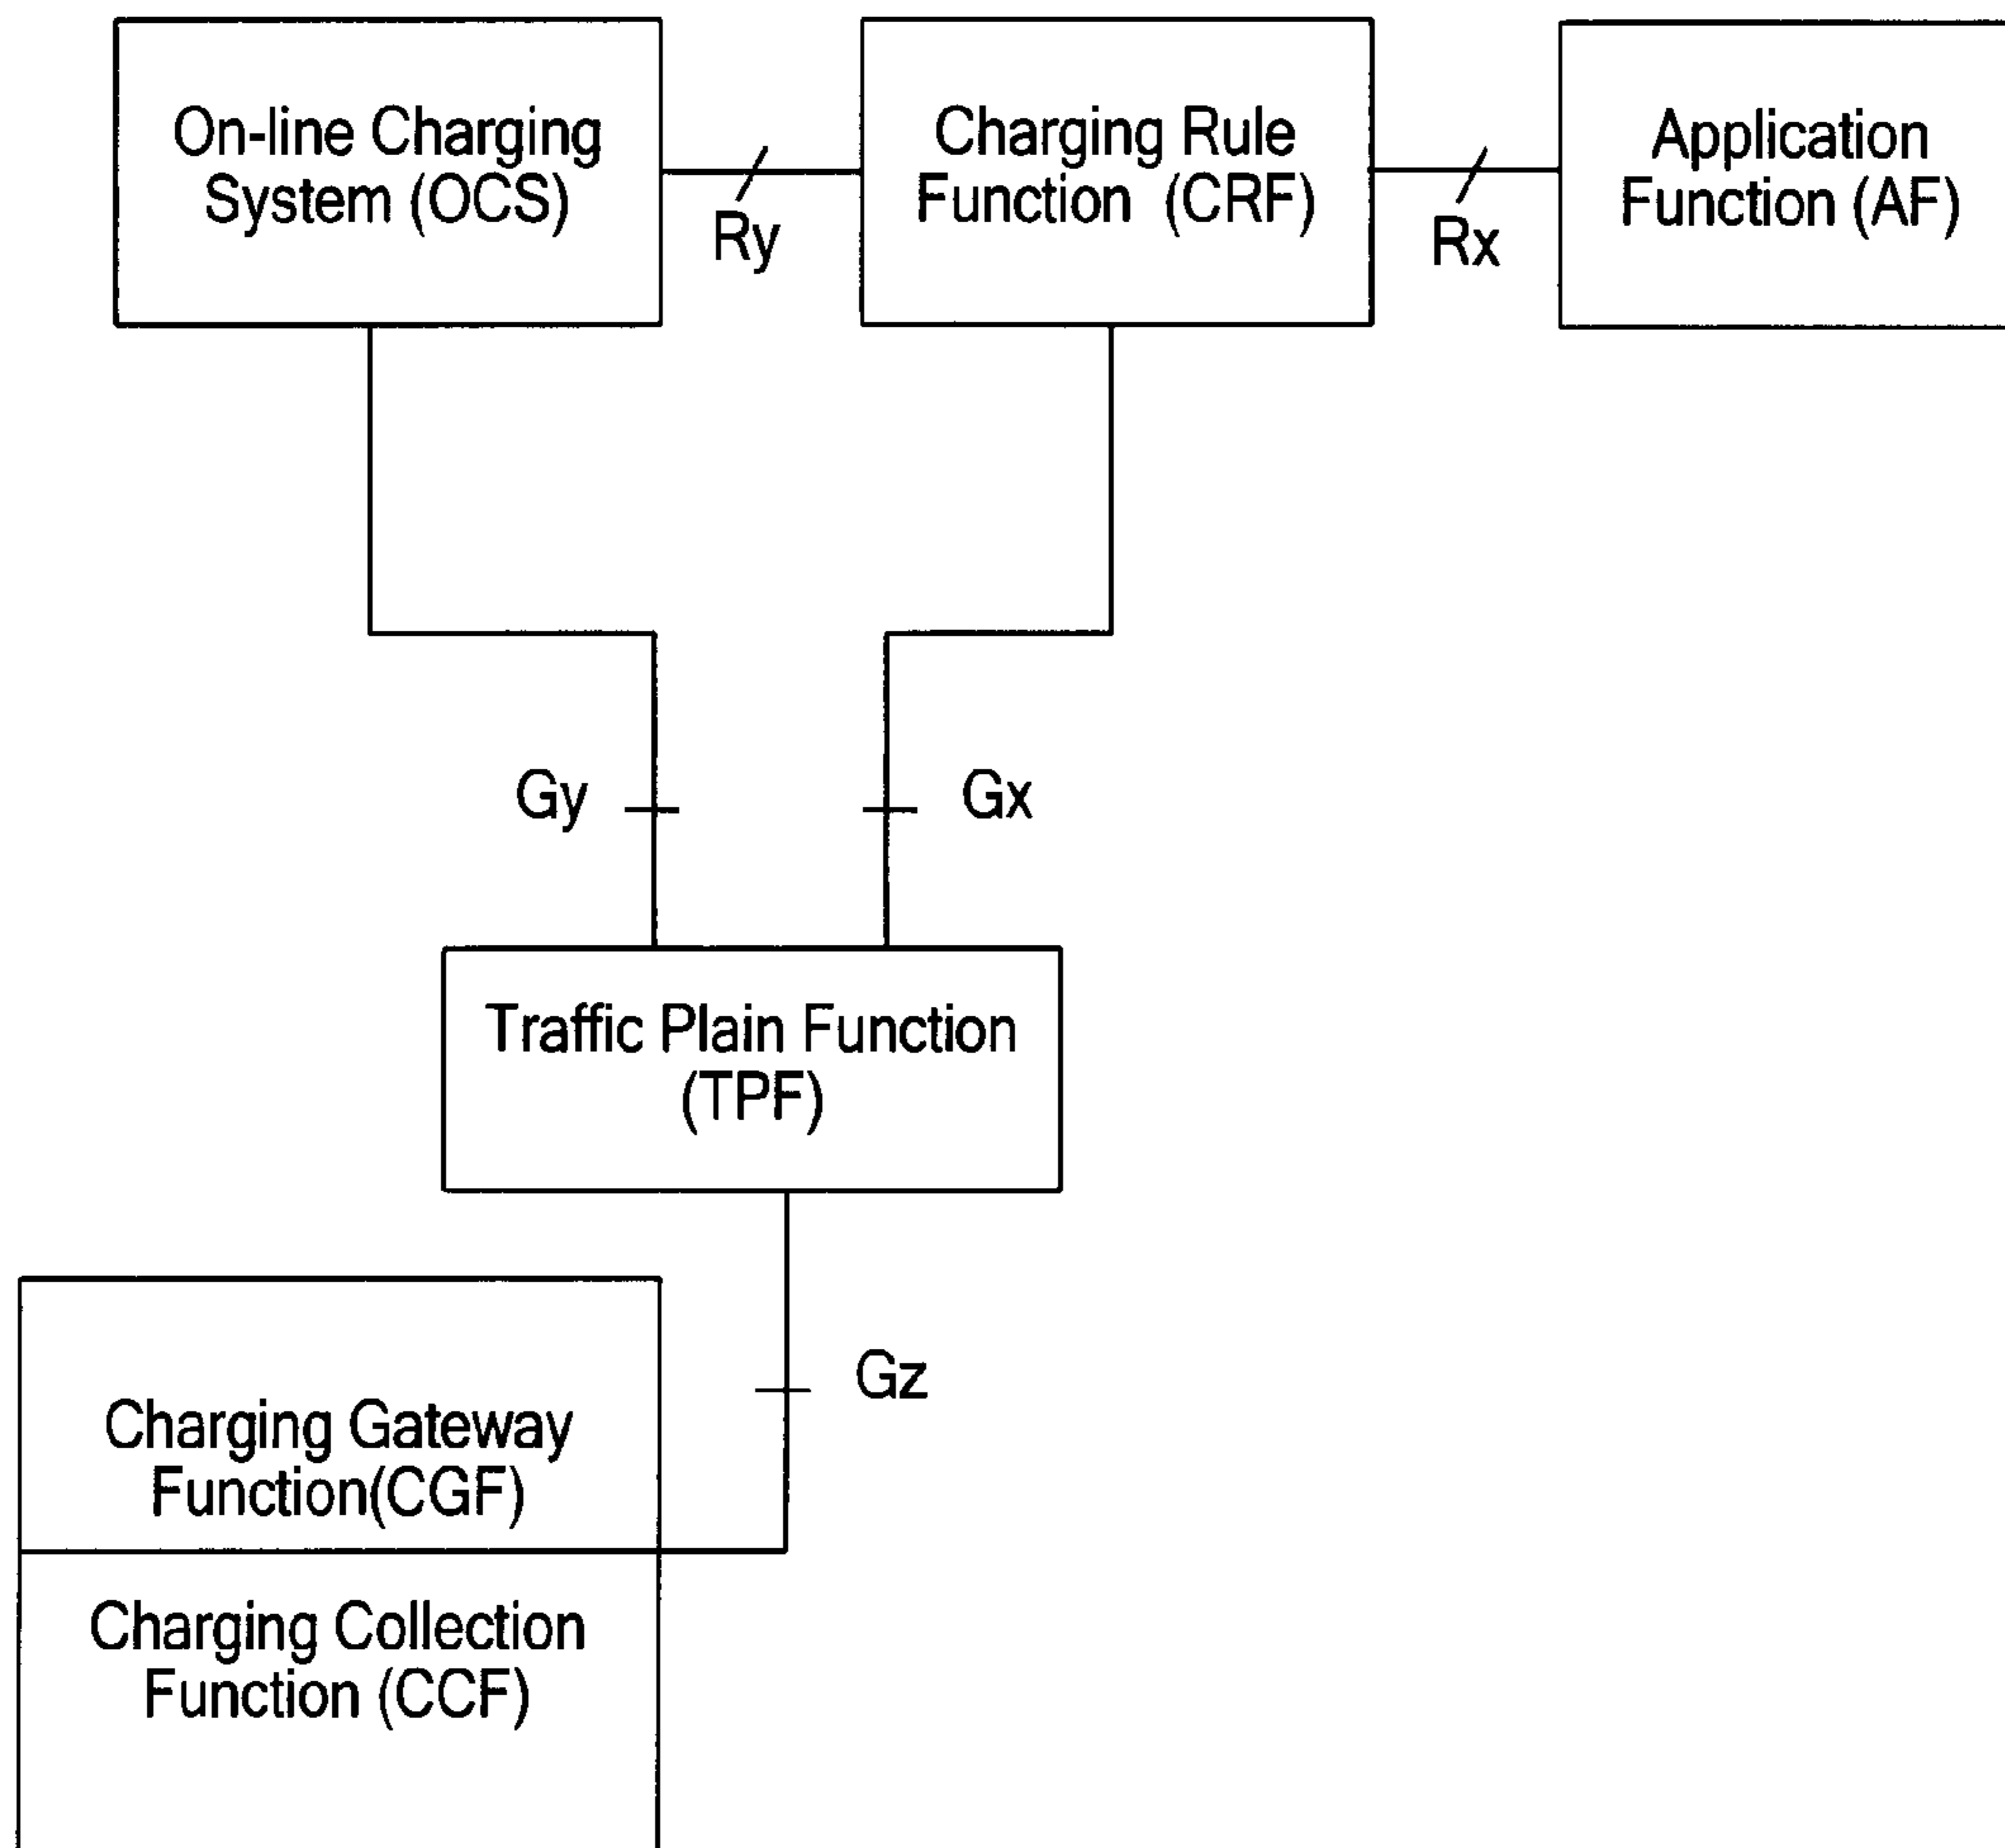 On-line Charging
System (OCS)
Ry
Charging Rule
Function (CRF)
Rx
Application
Function (AF)
Gy
Gx
Traffic Plain Function
(TPF)
Gz
Charging Gateway
Function(CGF)
Charging Collection
Function (CCF)